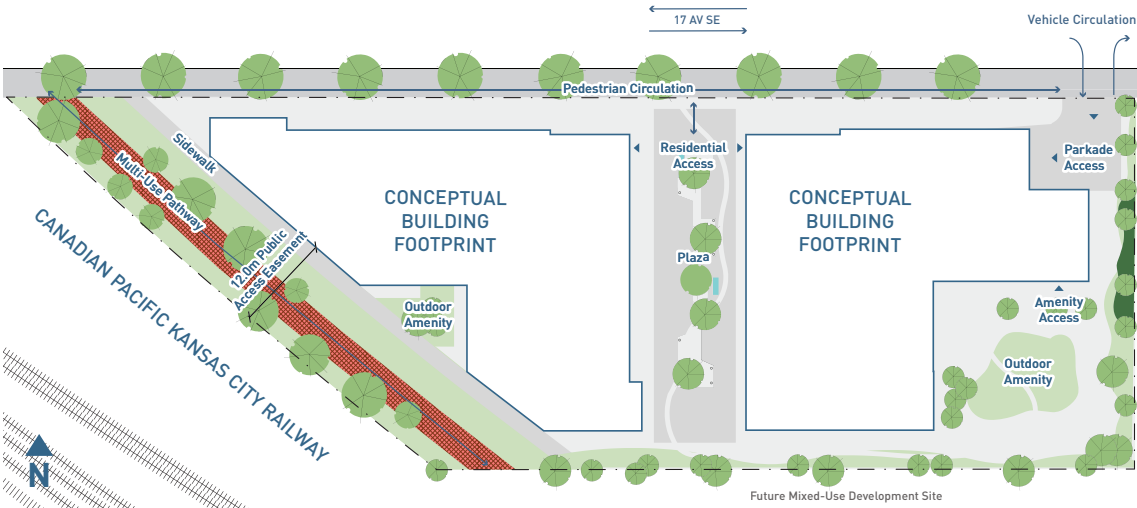 17 AV SE
Vehicle Circulation
Pedestrian Circulation
Sidewalk
Multi-Use Pathway
Residential
Access
Parkade
Access
CONCEPTUAL
BUILDING
FOOTPRINT
CONCEPTUAL
BUILDING
FOOTPRINT
12.0m Public
Access Easement
Plaza
CANADIAN PACIFIC KANSAS CITY RAILWAY
Outdoor
Amenity
Amenity
Access
Outdoor
Amenity
N
Future Mixed-Use Development Site